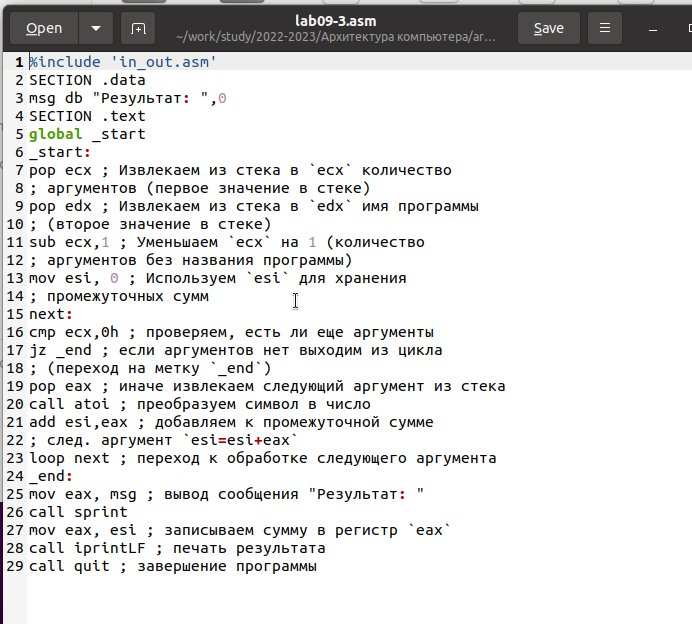 Open
lab09-3.asm
~/work/study/2022-2023/Архитектура компьютера/ar…
Save
1 %include 'in_out.asm'
2 SECTION .data
3 msg db "Результат: ",0
4 SECTION .text
5 global _start
6 _start:
7 pop ecx ; Извлекаем из стека в `ecx` количество
8 ; аргументов (первое значение в стеке)
9 pop edx ; Извлекаем из стека в `edx` имя программы
10 ; (второе значение в стеке)
11 sub ecx,1 ; Уменьшаем `ecx` на 1 (количество
12 ; аргументов без названия программы)
13 mov esi, 0 ; Используем `esi` для хранения
14 ; промежуточных сумм
15 next:
16 cmp ecx,0h ; проверяем, есть ли еще аргументы
17 jz _end ; если аргументов нет выходим из цикла
18 ; (переход на метку `_end`)
19 pop eax ; иначе извлекаем следующий аргумент из стека
20 call atoi ; преобразуем символ в число
21 add esi,eax ; добавляем к промежуточной сумме
22 ; след. аргумент `esi=esi+eax`
23 loop next ; переход к обработке следующего аргумента
24 _end:
25 mov eax, msg ; вывод сообщения "Результат: "
26 call sprint
27 mov eax, esi ; записываем сумму в регистр `eax`
28 call iprintLF ; печать результата
29 call quit ; завершение программы